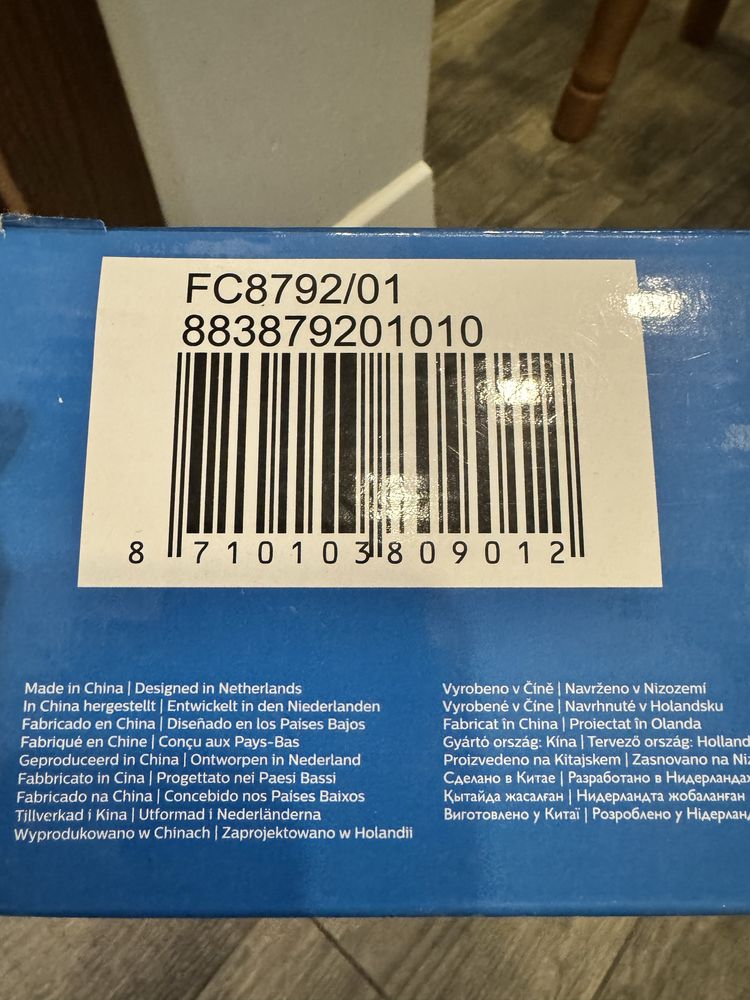 FC8792/01
883879201010
8 710103 809012
Made in China | Designed in Netherlands
In China hergestellt | Entwickelt in den Niederlanden
Fabricado en China | Diseñado en los Países Bajos
Fabriqué en Chine | Conçu aux Pays-Bas
Geproduceerd in China | Ontworpen in Nederland
Fabbricato in Cina | Progettato nei Paesi Bassi
Fabricado na China | Concebido nos Países Baixos
Tillverkad i Kina | Utformad i Nederländerna
Wyprodukowano w Chinach | Zaprojektowano w Holandii
Vyrobeno v Číně | Navrženo v Nizozemí
Vyrobené v Číne | Navrhnuté v Holandsku
Fabricat în China | Proiectat în Olanda
Gyártó ország: Kína | Tervező ország: Holland
Proizvedeno na Kitajskem | Zasnovano na Niz
Сделано в Китае | Разработано в Нидерландах
Қытайда жасалған | Нидерландта жобаланған
Виготовлено у Китаї | Розроблено у Нідерлан